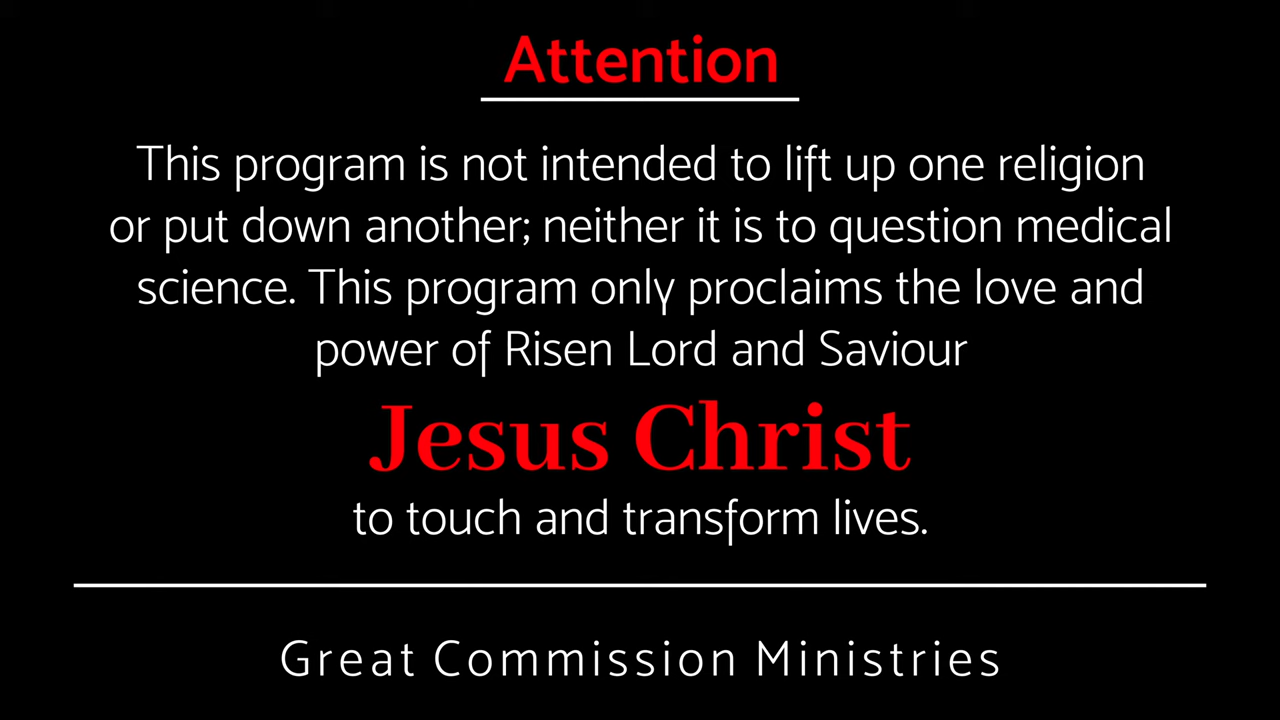 Attention
This program is not intended to lift up one religion
or put down another; neither it is to question medical
science. This program only proclaims the love and
power of Risen Lord and Saviour
Jesus Christ
to touch and transform lives.
Great Commission Ministries